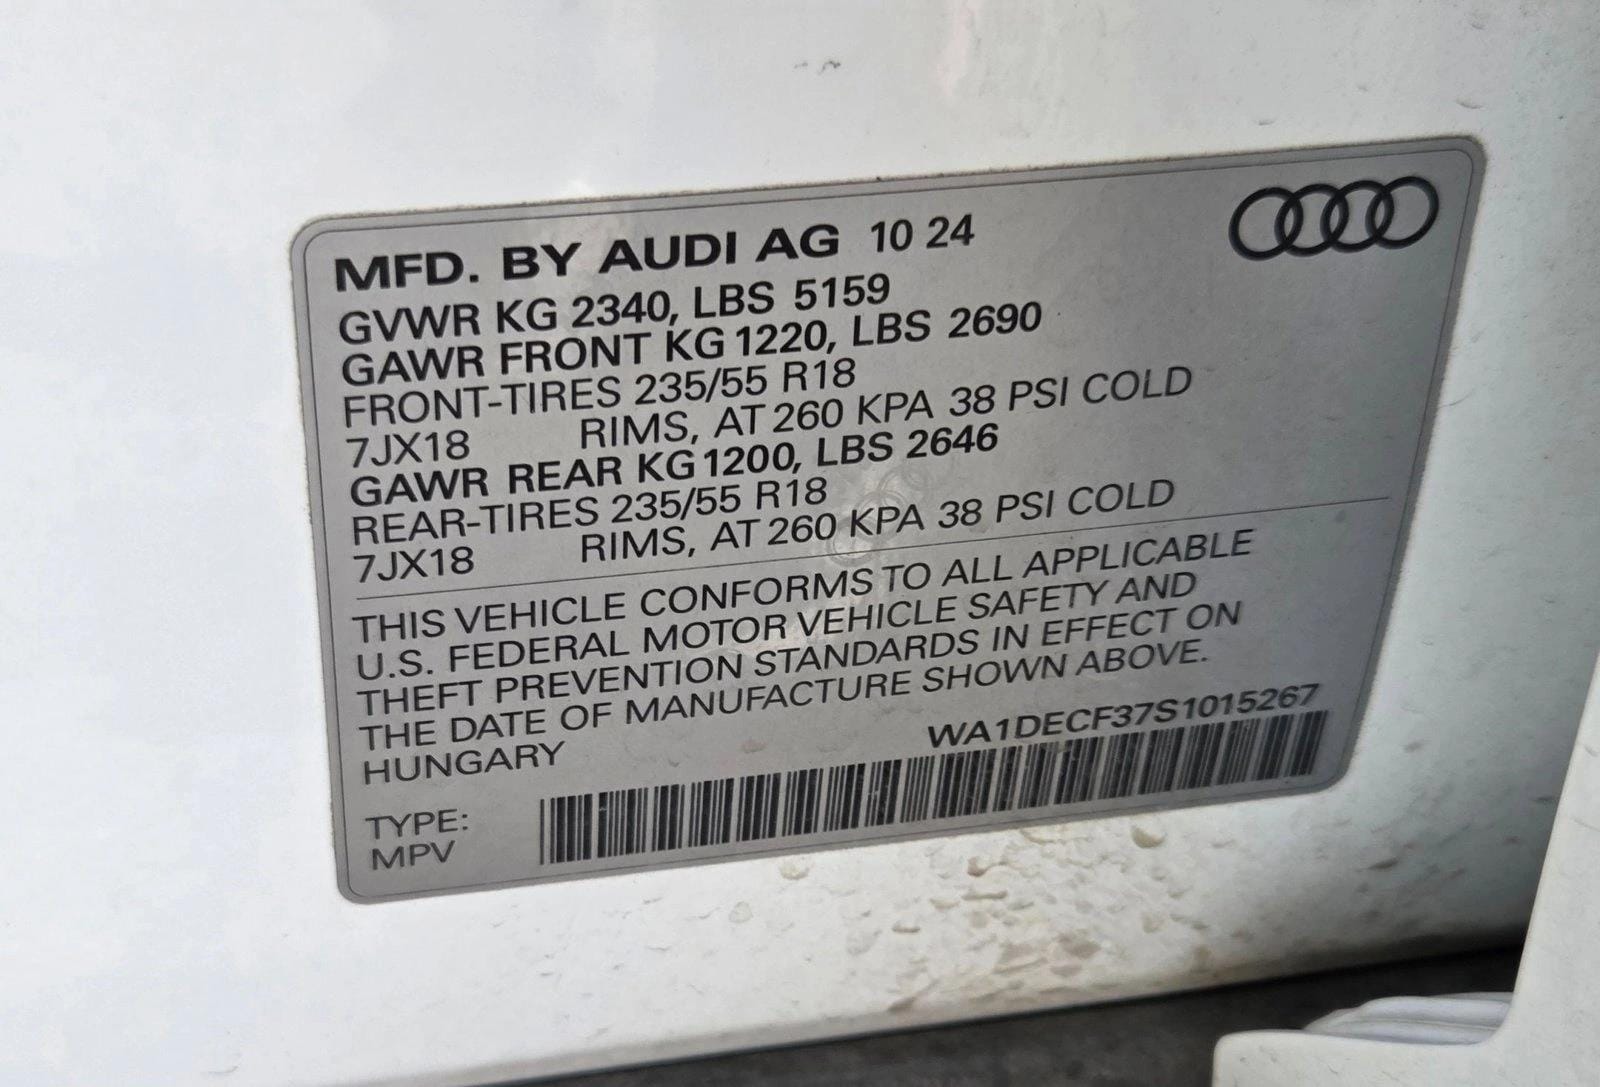 MFD. BY AUDI AG 10 24
GVWR KG 2340, LBS 5159
GAWR FRONT KG 1220, LBS 2690
FRONT-TIRES 235/55 R18
7JX18 RIMS, AT 260 KPA 38 PSI COLD
GAWR REAR KG 1200, LBS 2646
REAR-TIRES 235/55 R18
7JX18 RIMS, AT 260 KPA 38 PSI COLD
THIS VEHICLE CONFORMS TO ALL APPLICABLE
U.S. FEDERAL MOTOR VEHICLE SAFETY AND
THEFT PREVENTION STANDARDS IN EFFECT ON
THE DATE OF MANUFACTURE SHOWN ABOVE.
HUNGARY WA1DECF37S1015267
TYPE:
MPV